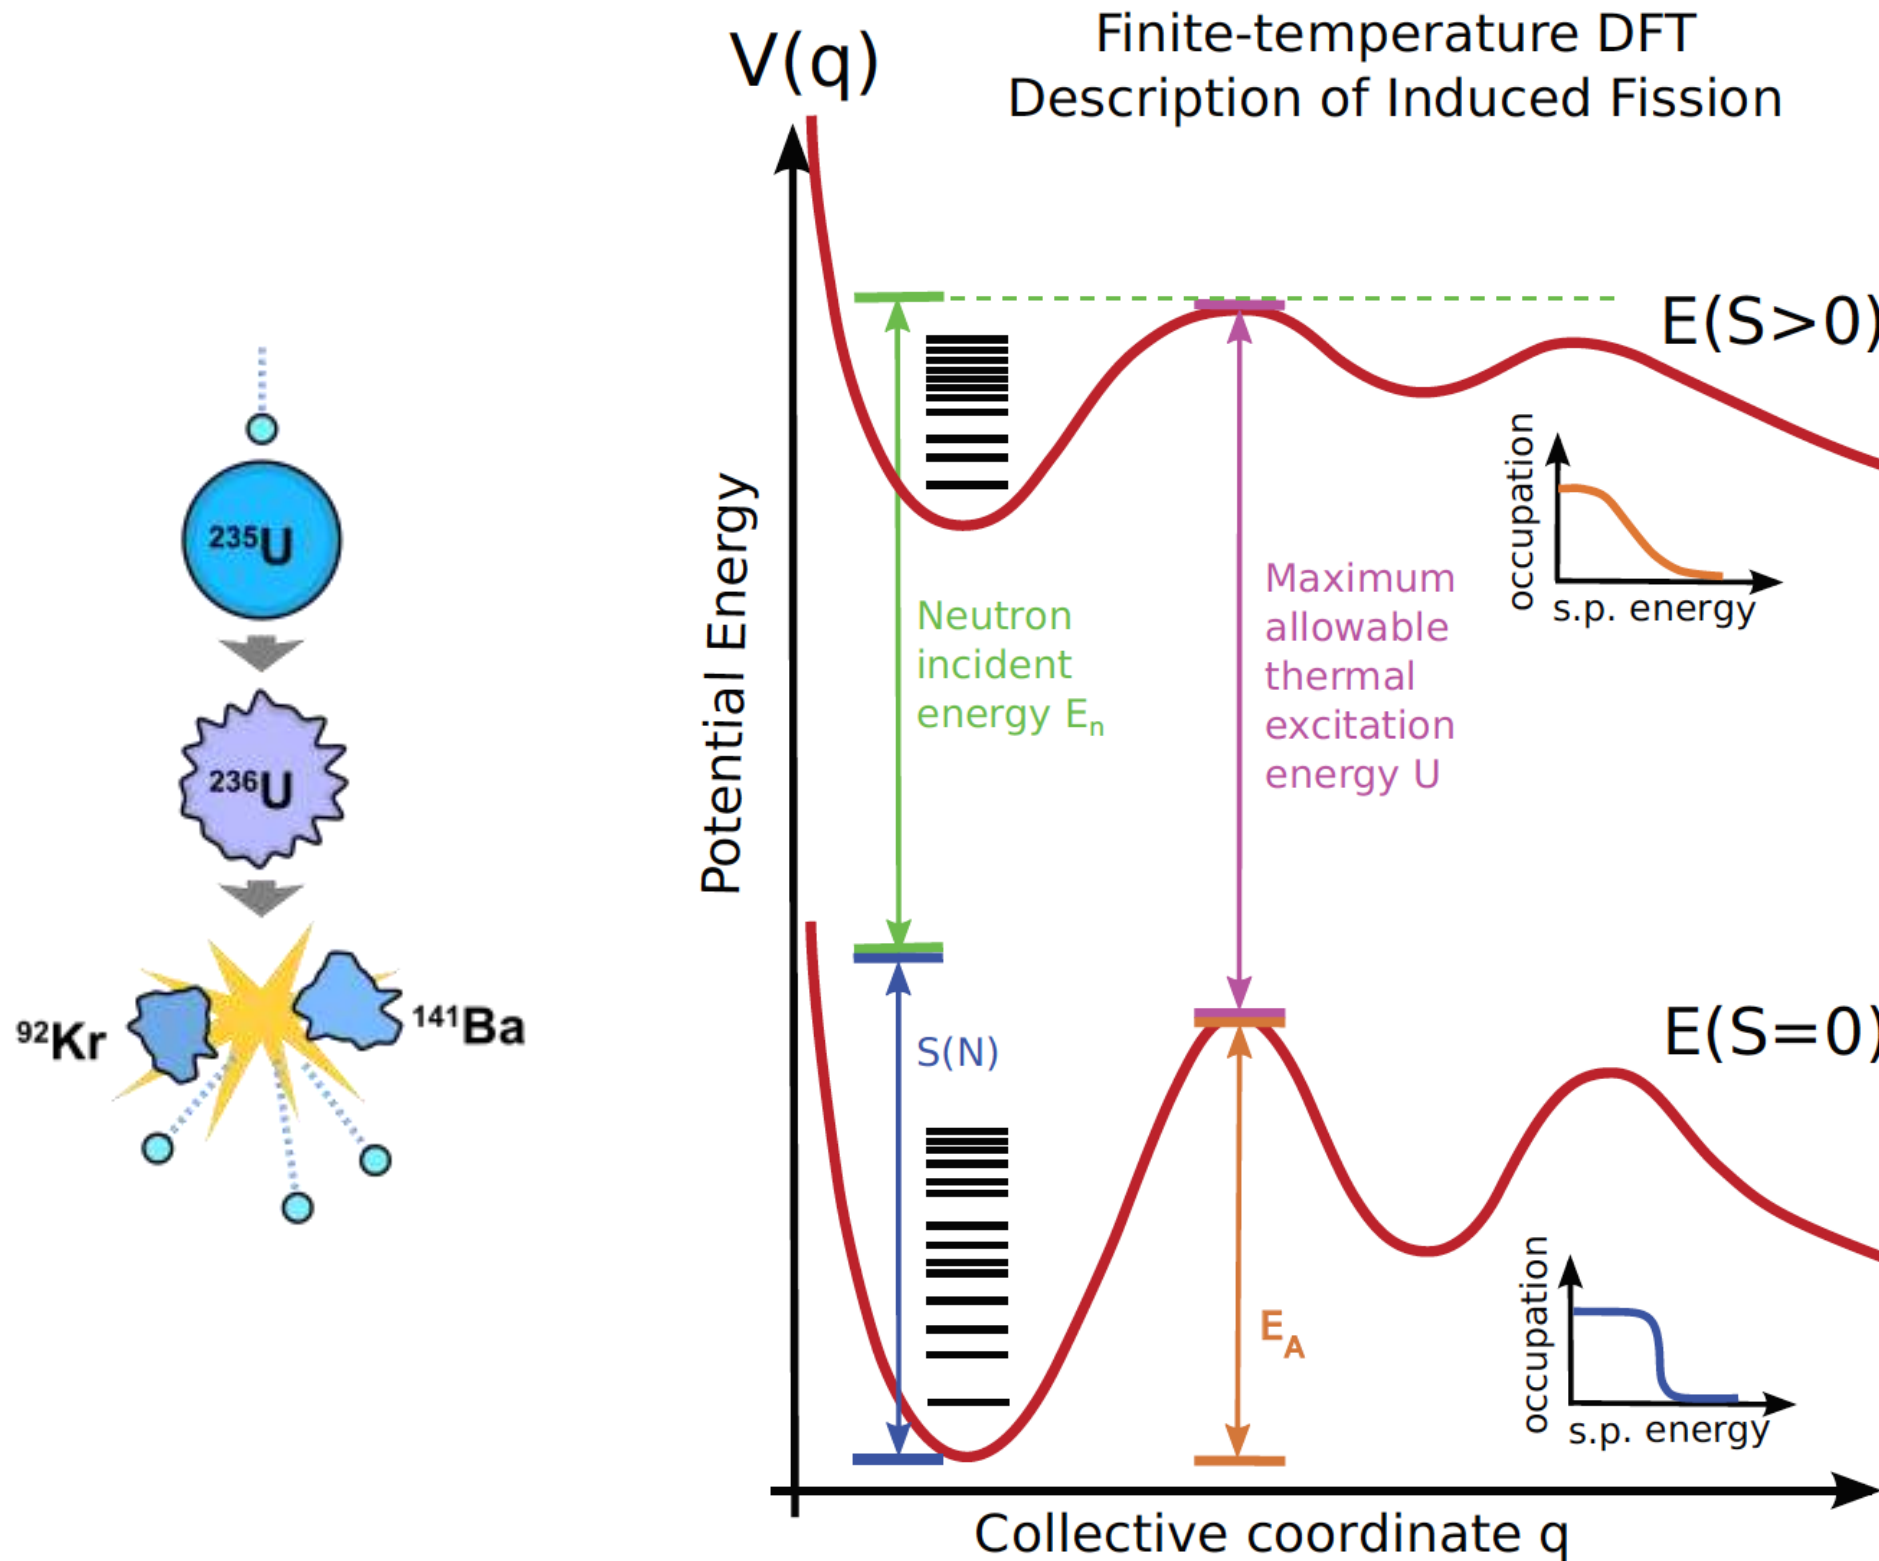 Finite-temperature DFT
Description of Induced Fission
V(q)
Potential Energy
Collective coordinate q
E(S>0)
E(S=0)
Neutron
incident
energy Eₙ
Maximum
allowable
thermal
excitation
energy U
S(N)
E_A
occupation
s.p. energy
occupation
s.p. energy
²³⁵U
²³⁶U
⁹²Kr
¹⁴¹Ba